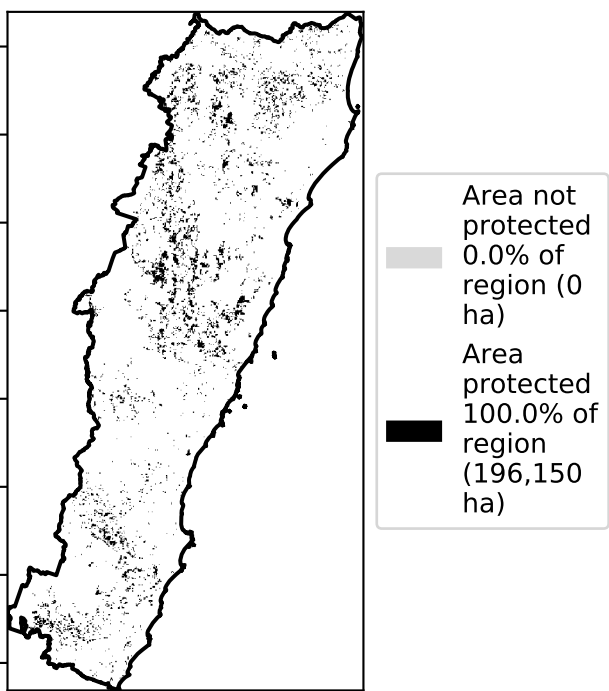 Area not
protected
0.0% of
region (0
ha)
Area
protected
100.0% of
region
(196,150
ha)